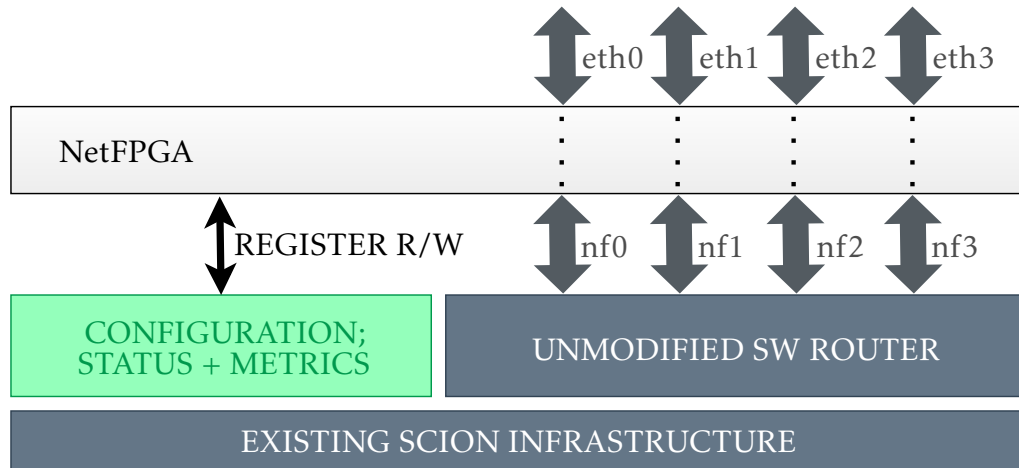 eth0 eth1 eth2 eth3
NetFPGA
REGISTER R/W
nf0 nf1 nf2 nf3
CONFIGURATION;
STATUS + METRICS
UNMODIFIED SW ROUTER
EXISTING SCION INFRASTRUCTURE